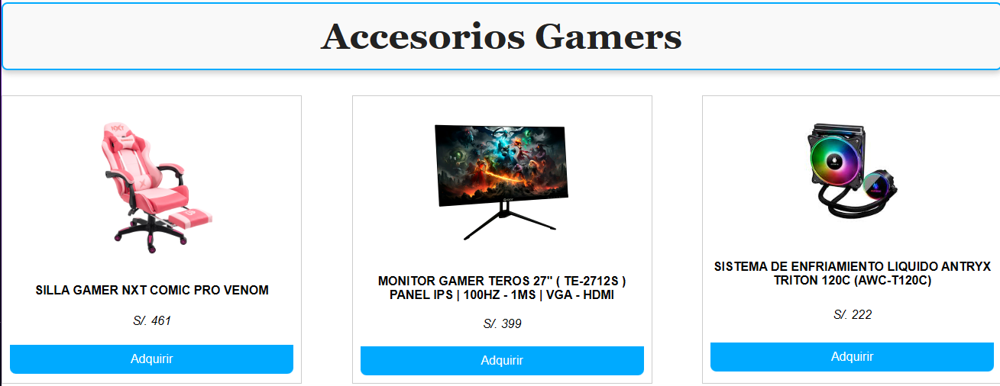 Accesorios Gamers
SILLA GAMER NXT COMIC PRO VENOM
S/. 461
Adquirir
MONITOR GAMER TEROS 27" ( TE-2712S )
PANEL IPS | 100HZ - 1MS | VGA - HDMI
S/. 399
Adquirir
SISTEMA DE ENFRIAMIENTO LIQUIDO ANTRYX
TRITON 120C (AWC-T120C)
S/. 222
Adquirir